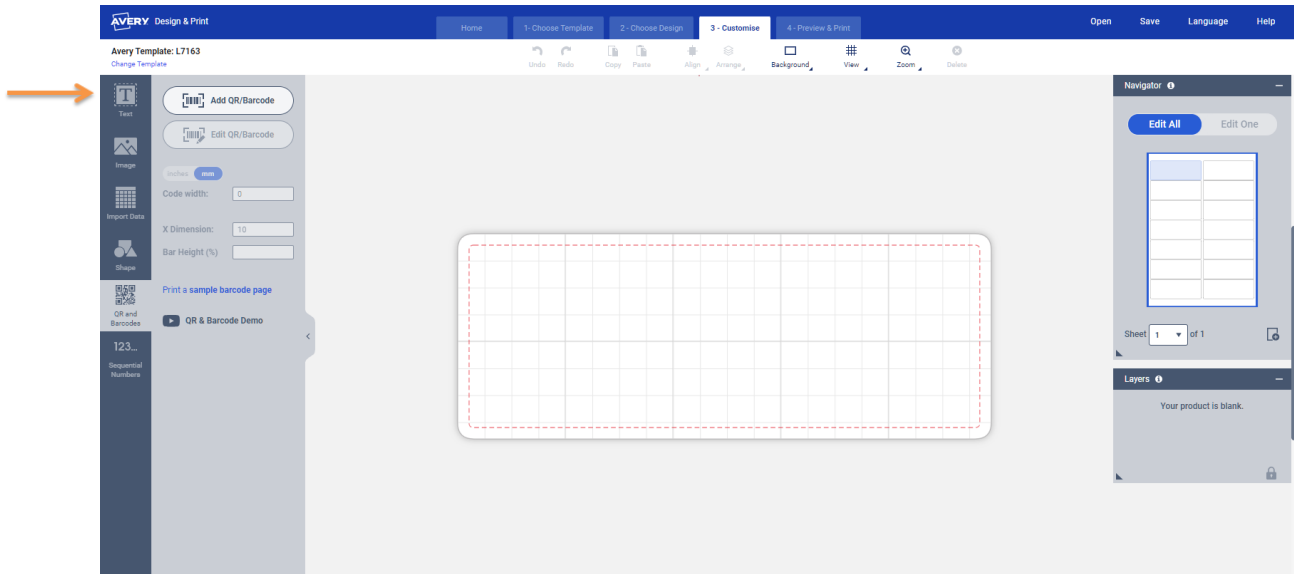 AVERY Design & Print
Home
1- Choose Template
2 - Choose Design
3 - Customise
4 - Preview & Print
Open
Save
Language
Help
Avery Template: L7163
Change Template
Undo
Redo
Copy
Paste
Align
Arrange
Background
View
Zoom
Delete
Text
Image
Import Data
Shape
QR and
Barcodes
123...
Sequential
Numbers
Add QR/Barcode
Edit QR/Barcode
inches
mm
Code width:
0
X Dimension:
10
Bar Height (%)
Print a sample barcode page
QR & Barcode Demo
Navigator
Edit All
Edit One
Sheet 1 of 1
Layers
Your product is blank.